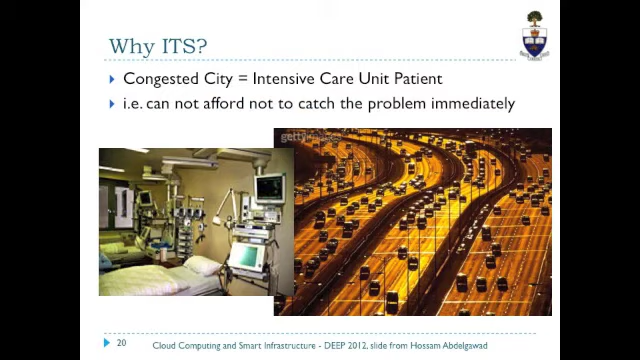 Why ITS?
Congested City = Intensive Care Unit Patient
i.e. can not afford not to catch the problem immediately
gettyimages
20
Cloud Computing and Smart Infrastructure - DEEP 2012, slide from Hossam Abdelgawad